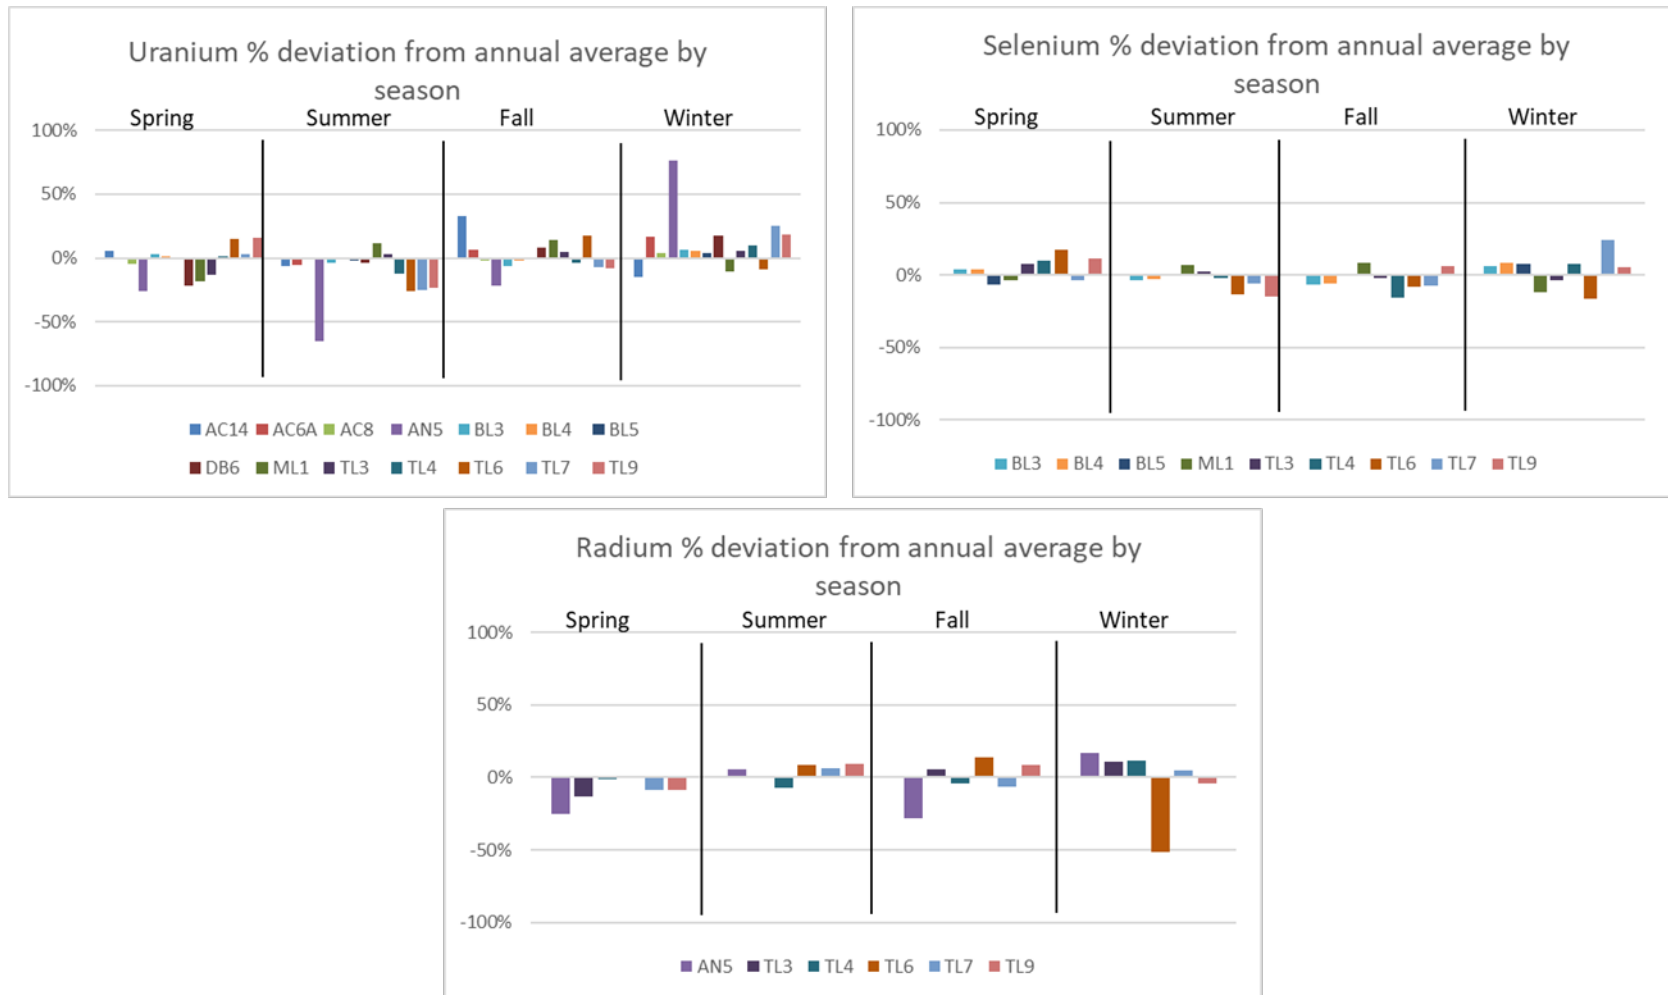 Uranium % deviation from annual average by
season
Spring Summer Fall Winter
100%
50%
0%
-50%
-100%
AC14 AC6A AC8 AN5 BL3 BL4 BL5
DB6 ML1 TL3 TL4 TL6 TL7 TL9
Selenium % deviation from annual average by
season
Spring Summer Fall Winter
100%
50%
0%
-50%
-100%
BL3 BL4 BL5 ML1 TL3 TL4 TL6 TL7 TL9
Radium % deviation from annual average by
season
Spring Summer Fall Winter
100%
50%
0%
-50%
-100%
AN5 TL3 TL4 TL6 TL7 TL9